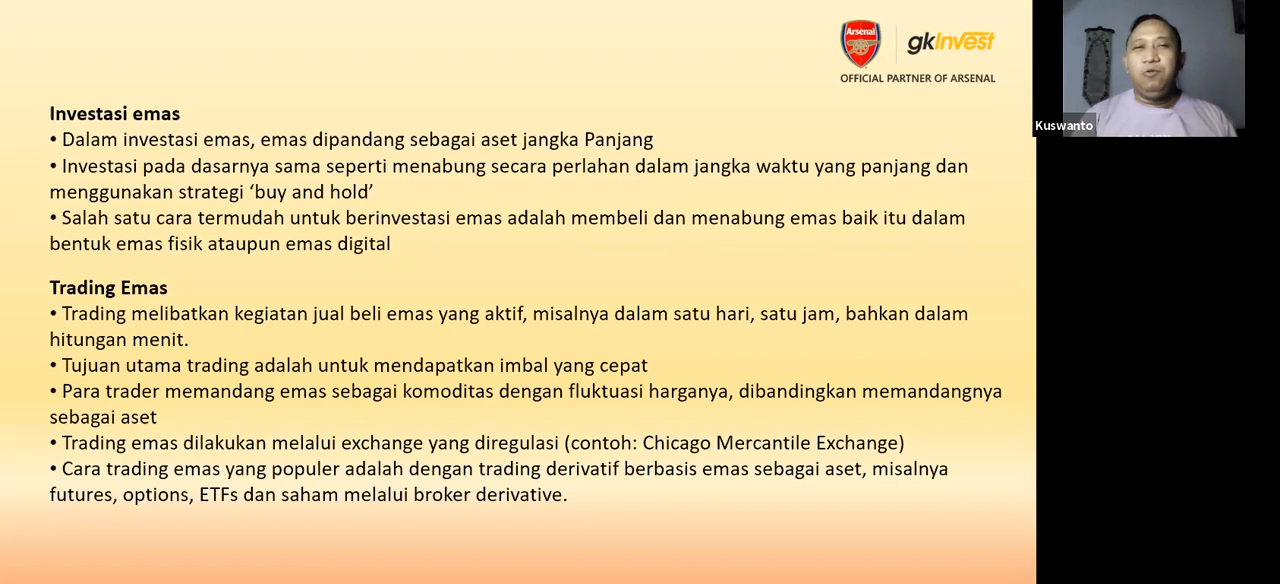 Arsenal
gkinvest
OFFICIAL PARTNER OF ARSENAL
Kuswanto
Investasi emas
• Dalam investasi emas, emas dipandang sebagai aset jangka Panjang
• Investasi pada dasarnya sama seperti menabung secara perlahan dalam jangka waktu yang panjang dan
menggunakan strategi ‘buy and hold’
• Salah satu cara termudah untuk berinvestasi emas adalah membeli dan menabung emas baik itu dalam
bentuk emas fisik ataupun emas digital
Trading Emas
• Trading melibatkan kegiatan jual beli emas yang aktif, misalnya dalam satu hari, satu jam, bahkan dalam
hitungan menit.
• Tujuan utama trading adalah untuk mendapatkan imbal yang cepat
• Para trader memandang emas sebagai komoditas dengan fluktuasi harganya, dibandingkan memandangnya
sebagai aset
• Trading emas dilakukan melalui exchange yang diregulasi (contoh: Chicago Mercantile Exchange)
• Cara trading emas yang populer adalah dengan trading derivatif berbasis emas sebagai aset, misalnya
futures, options, ETFs dan saham melalui broker derivative.